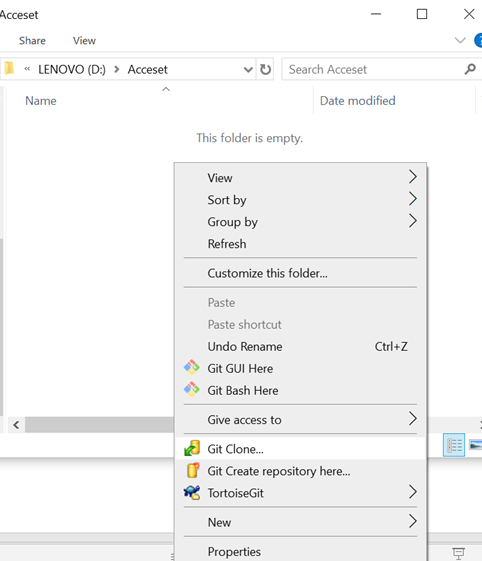 Acceset
Share View
« LENOVO (D:) Acceset Search Acceset
Name Date modified
This folder is empty.
View
Sort by
Group by
Refresh
Customize this folder...
Paste
Paste shortcut
Undo Rename Ctrl+Z
Git GUI Here
Git Bash Here
Give access to
Git Clone...
Git Create repository here...
TortoiseGit
New
Properties